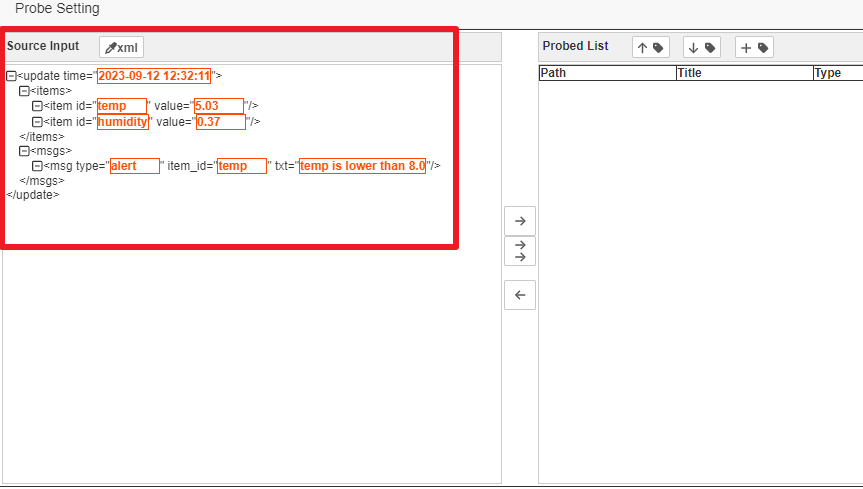 Probe Setting
Source Input xml
<update time="2023-09-12 12:32:11">
<items>
<item id="temp" value="5.03"/>
<item id="humidity" value="0.37"/>
</items>
<msgs>
<msg type="alert" item_id="temp" txt="temp is lower than 8.0"/>
</msgs>
</update>
Probed List
Path Title Type